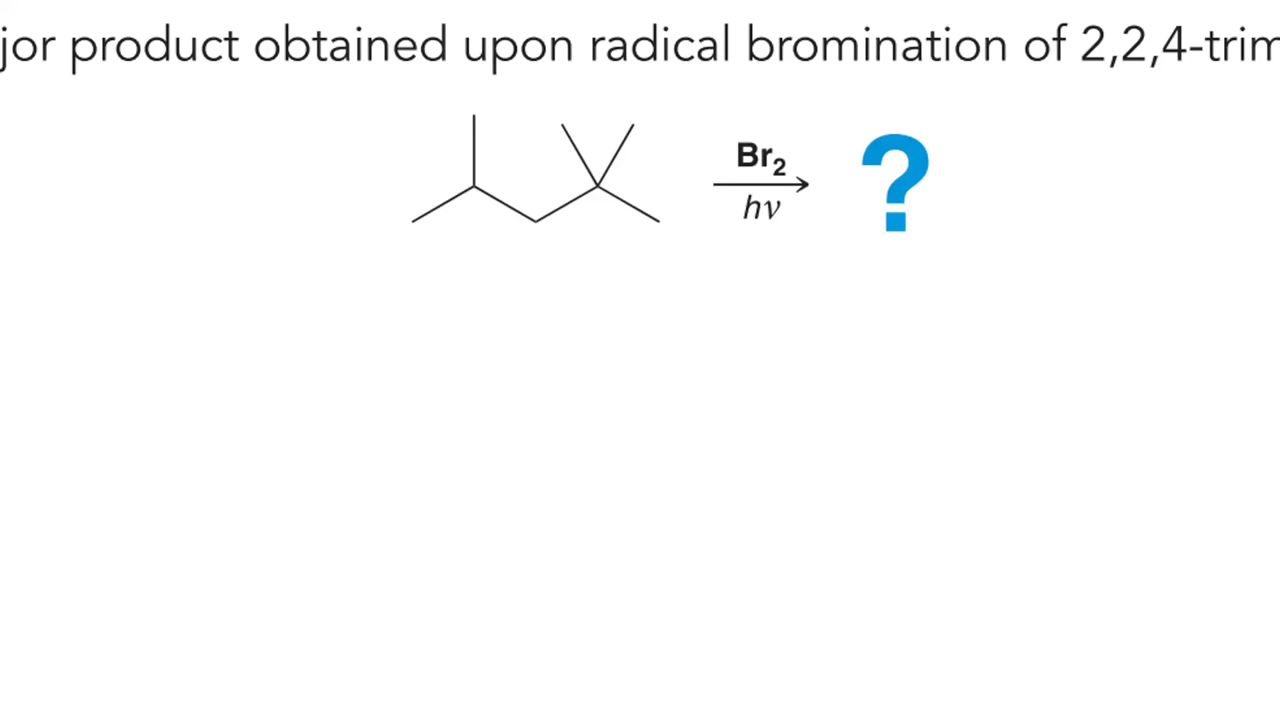 jor product obtained upon radical bromination of 2,2,4-trim
Br₂
hν
?